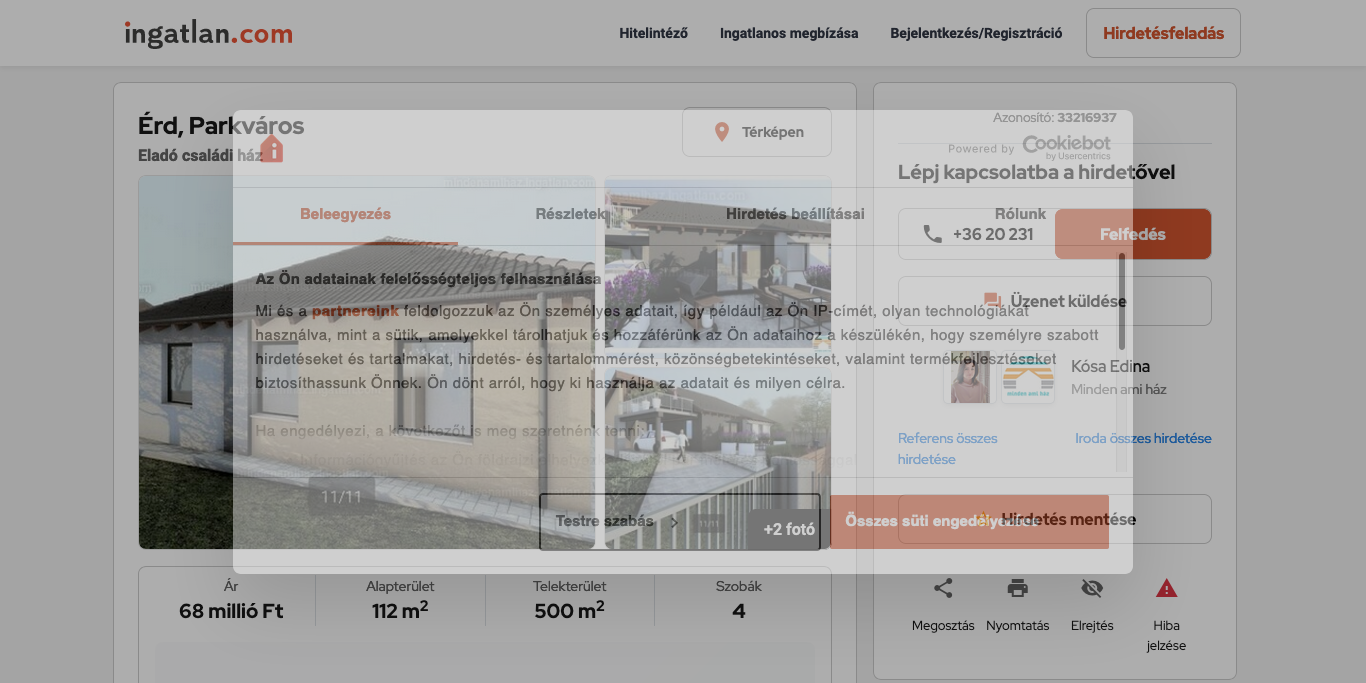 ingatlan.com
Hitelintéző
Ingatlanos megbízása
Bejelentkezés/Regisztráció
Hirdetésfeladás
Érd, Parkváros
Eladó családi ház
Térképen
Azonosító: 33216937
Powered by Cookiebot
by Usercentrics
Lépj kapcsolatba a hirdetővel
Beleegyezés
Részletek
Hirdetés beállításai
Rólunk
+36 20 231
Felfedés
Az Ön adatainak felelősségteljes felhasználása
Üzenet küldése
Mi és a partnereink feldolgozzuk az Ön személyes adatait, így például az Ön IP-címét, olyan technológiákat
használva, mint a sütik, amelyekkel tárolhatjuk és hozzáférünk az Ön adataihoz a készülékén, hogy személyre szabott
hirdetéseket és tartalmakat, hirdetés- és tartalommérést, közönségbetekintéseket, valamint termékfejlesztéseket
biztosíthassunk Önnek. Ön dönt arról, hogy ki használja az adatait és milyen célra.
Kósa Edina
Minden ami ház
minden ami ház
Ha engedélyezi, a következőt is meg szeretnénk tenni:
Referens összes
hirdetése
Iroda összes hirdetése
11/11
Testre szabás
11/11
+2 fotó
Összes süti engedélyezése
Hirdetés mentése
Ár
68 millió Ft
Alapterület
112 m2
Telekterület
500 m2
Szobák
4
Megosztás
Nyomtatás
Elrejtés
Hiba
jelzése